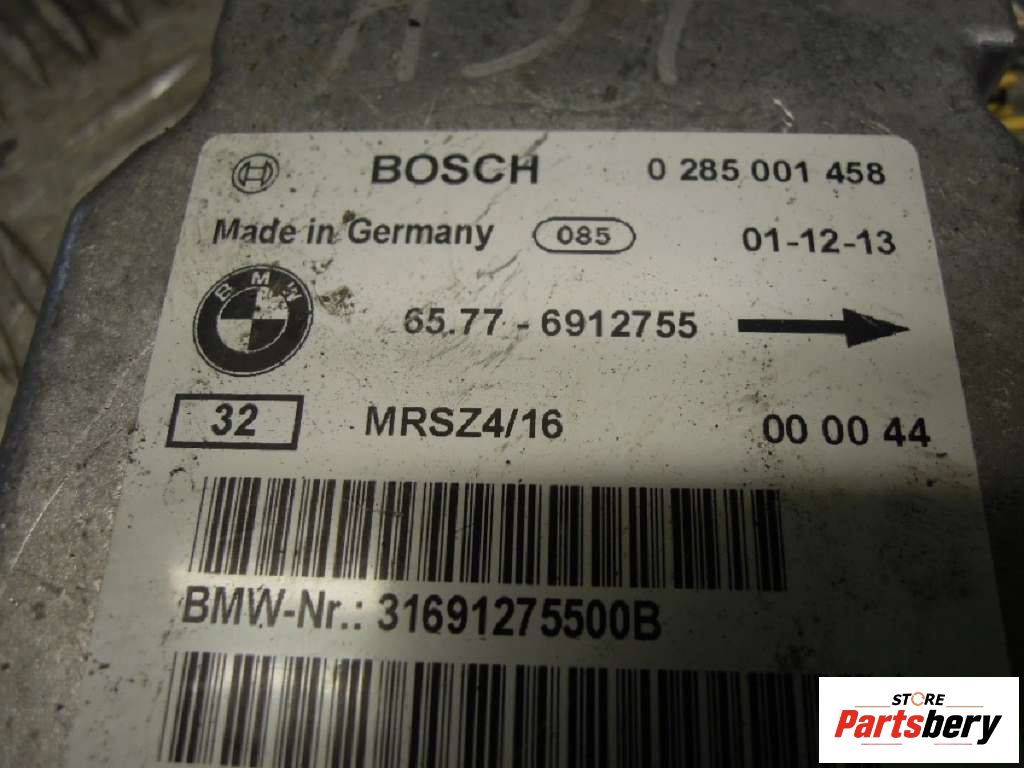 BOSCH 0 285 001 458
Made in Germany 085 01-12-13
BMW 65.77 - 6912755
32 MRSZ4/16 00 00 44
BMW-Nr.: 31691275500B
STORE
Partsbery